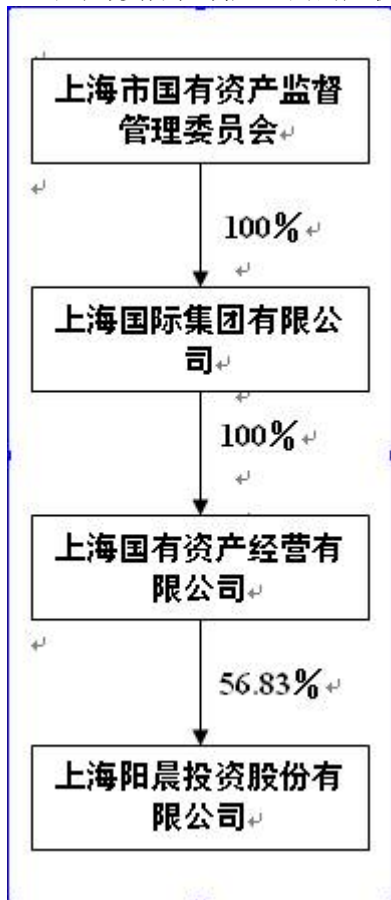 上海市国有资产监督
管理委员会
100%
上海国际集团有限公
司
100%
上海国有资产经营有
限公司
56.83%
上海阳晨投资股份有
限公司